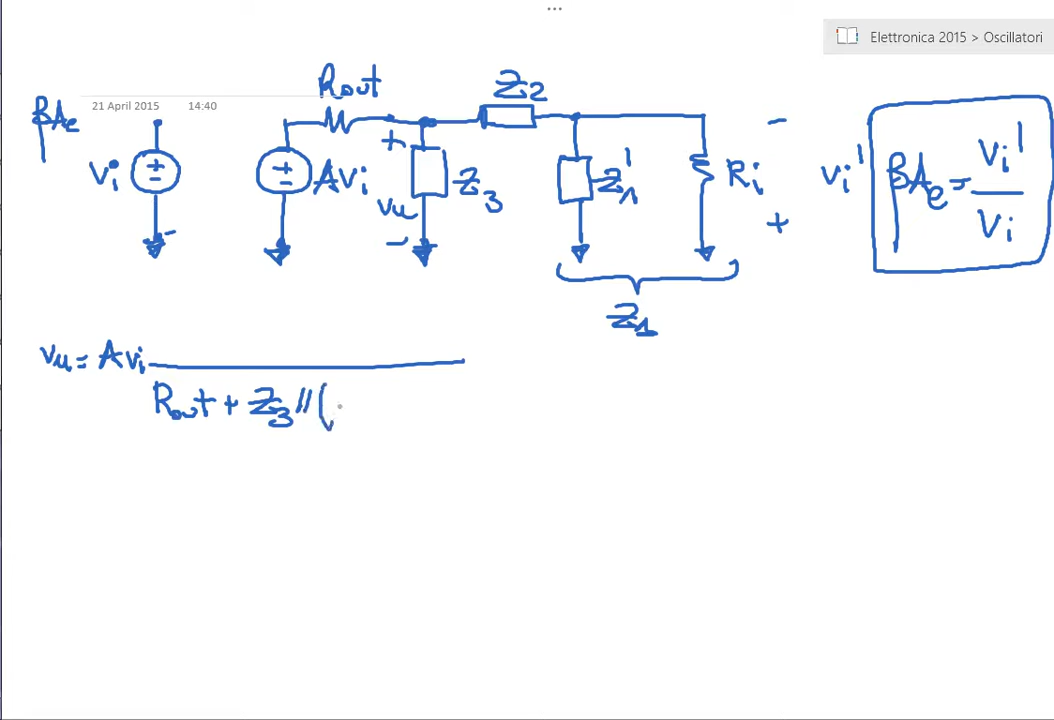 Elettronica 2015 > Oscillatori
21 April 2015 14:40
βAe
Rout
Z2
Vi + -
+ - AVi
+ Vu - Z3
Z1'
Ri
- +
Vi'
βAe = Vi' / Vi
Z1
Vu = AVi
Rout + Z3 // (